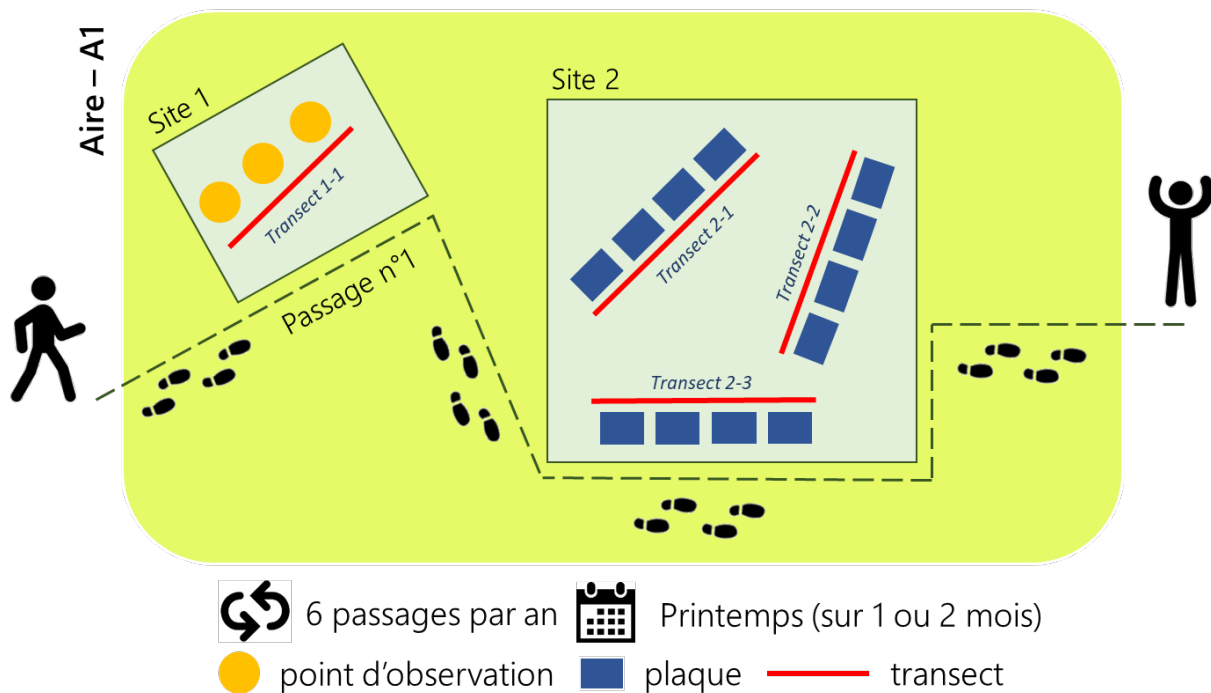 Aire – A1
Site 1
Transect 1-1
Passage n°1
Site 2
Transect 2-1
Transect 2-2
Transect 2-3
6 passages par an
Printemps (sur 1 ou 2 mois)
point d’observation
plaque
transect